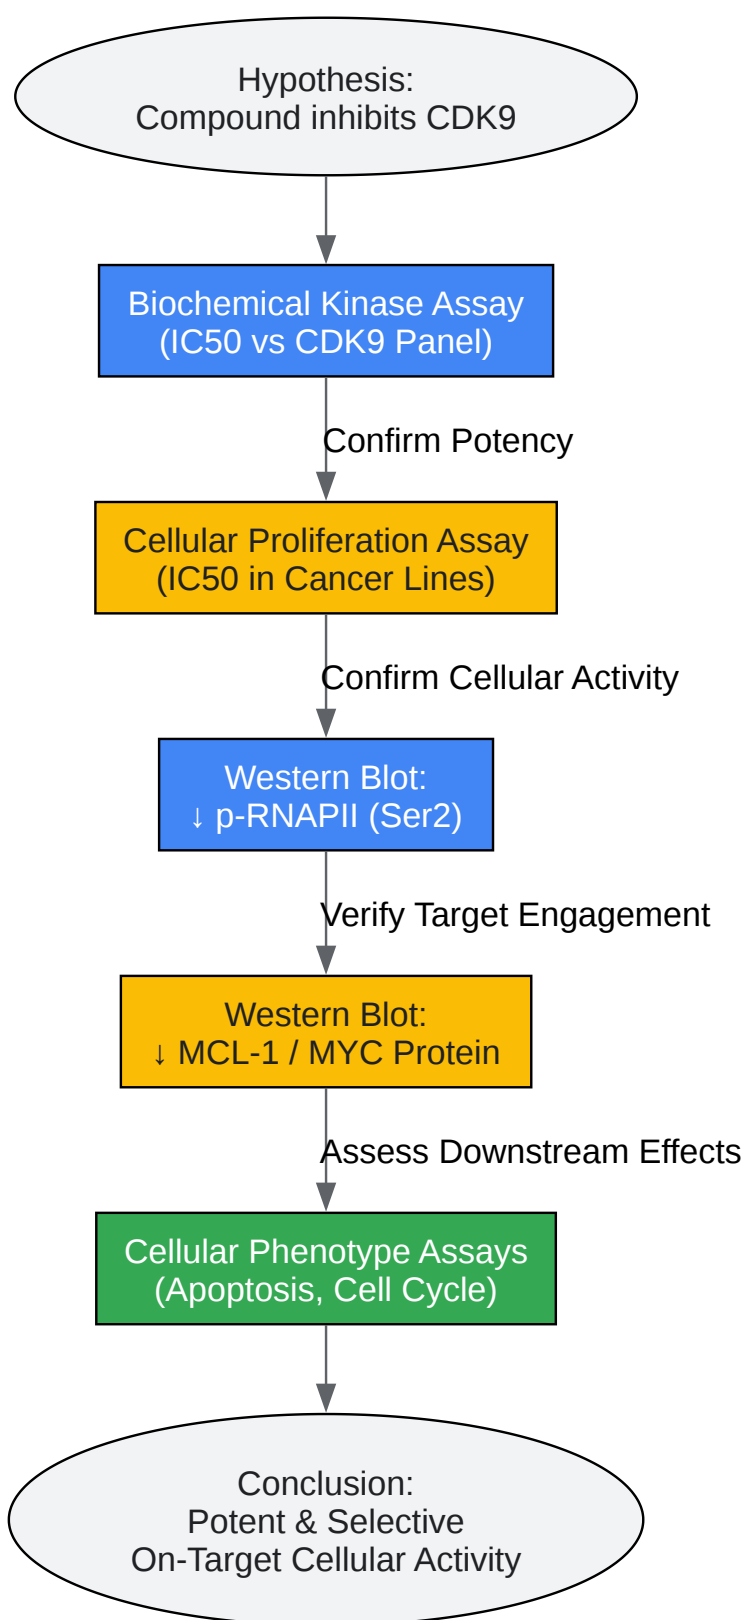 Hypothesis:
Compound inhibits CDK9
Biochemical Kinase Assay
(IC50 vs CDK9 Panel)
Confirm Potency
Cellular Proliferation Assay
(IC50 in Cancer Lines)
Confirm Cellular Activity
Western Blot:
↓ p-RNAPII (Ser2)
Verify Target Engagement
Western Blot:
↓ MCL-1 / MYC Protein
Assess Downstream Effects
Cellular Phenotype Assays
(Apoptosis, Cell Cycle)
Conclusion:
Potent & Selective
On-Target Cellular Activity